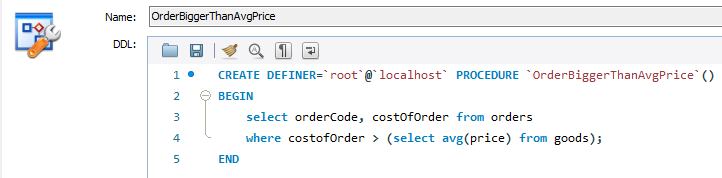 Name: OrderBiggerThanAvgPrice
DDL:
1 CREATE DEFINER=`root`@`localhost` PROCEDURE `OrderBiggerThanAvgPrice`()
2 BEGIN
3 select orderCode, costOfOrder from orders
4 where costofOrder > (select avg(price) from goods);
5 END